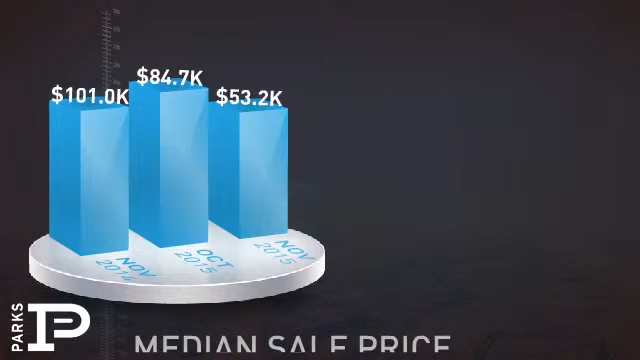 $101.0K
$84.7K
$53.2K
NOV
2014
OCT
2015
NOV
2015
PARKS
P
MEDIAN SALE PRICE